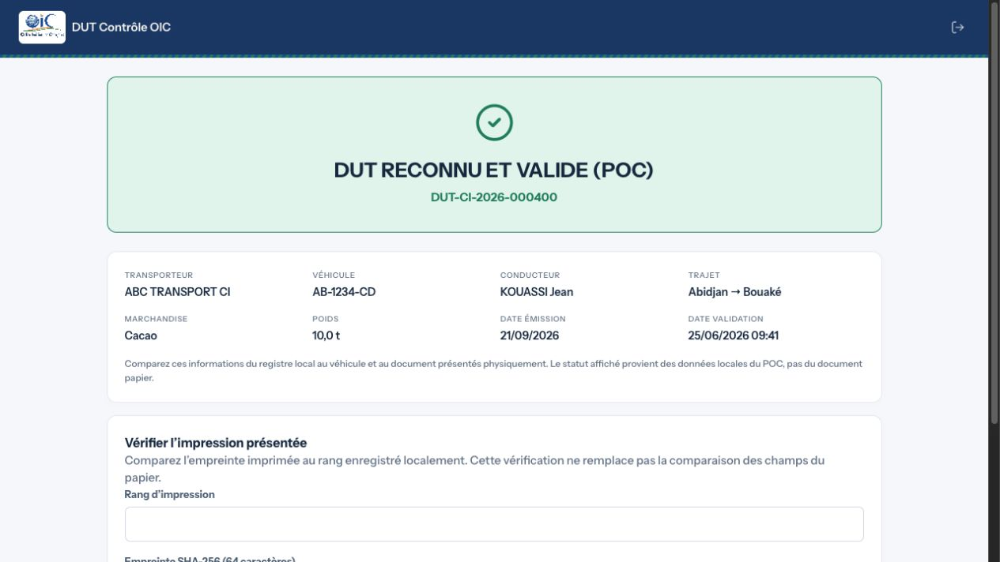 OIC
DUT Contrôle OIC
DUT RECONNU ET VALIDE (POC)
DUT-CI-2026-000400
TRANSPORTEUR
ABC TRANSPORT CI
VÉHICULE
AB-1234-CD
CONDUCTEUR
KOUASSI Jean
TRAJET
Abidjan → Bouaké
MARCHANDISE
Cacao
POIDS
10,0 t
DATE ÉMISSION
21/09/2026
DATE VALIDATION
25/06/2026 09:41
Comparez ces informations du registre local au véhicule et au document présentés physiquement. Le statut affiché provient des données locales du POC, pas du document
papier.
Vérifier l’impression présentée
Comparez l’empreinte imprimée au rang enregistré localement. Cette vérification ne remplace pas la comparaison des champs du
papier.
Rang d’impression
Empreinte SHA-256 (64 caractères)